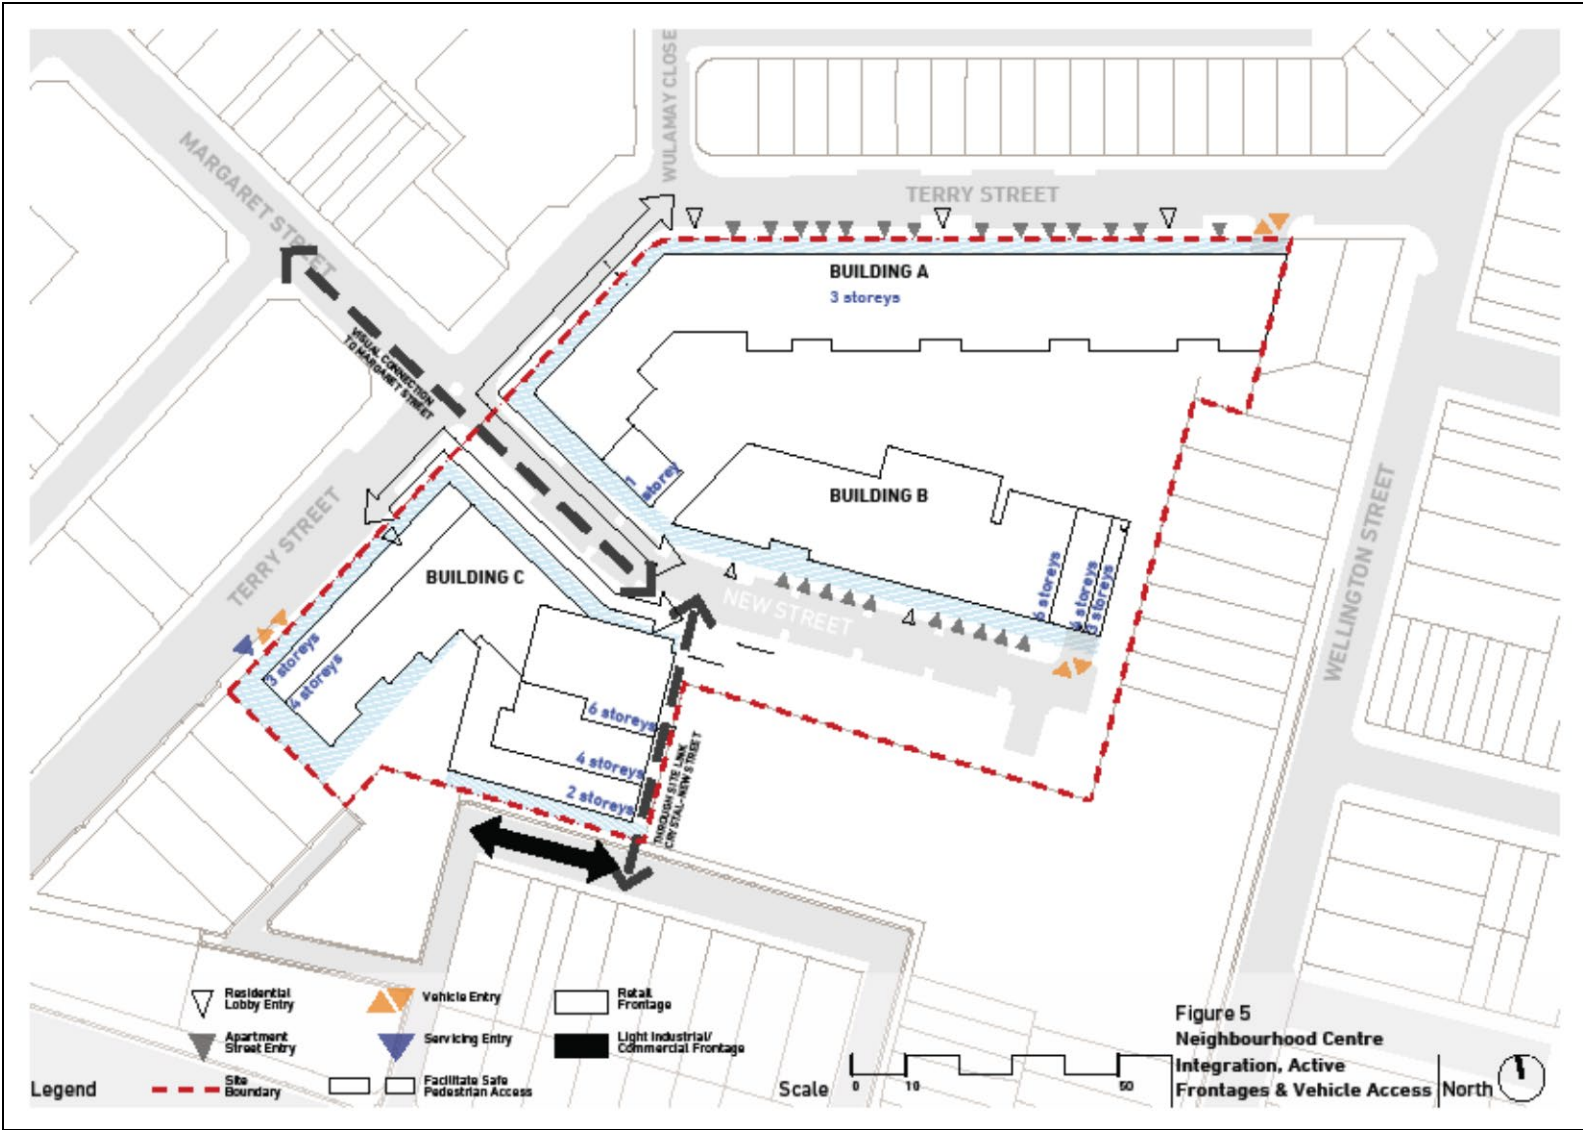 WULAMAY CLOSE
MARGARET STREET
TERRY STREET
BUILDING A
3 storeys
VISUAL CONNECTION
TO MARGARET STREET
1
storey
BUILDING B
6 storeys
3 storeys
TERRY STREET
BUILDING C
NEW STREET
WELLINGTON STREET
3 storeys
4 storeys
6 storeys
4 storeys
2 storeys
THROUGH SITE LINK
CRYSTAL-NEW STREET
Legend
Residential
Lobby Entry
Apartment
Street Entry
Site
Boundary
Vehicle Entry
Servicing Entry
Facilitate Safe
Pedestrian Access
Retail
Frontage
Light Industrial/
Commercial Frontage
Scale
0 10 50
Figure 5
Neighbourhood Centre
Integration, Active
Frontages & Vehicle Access
North